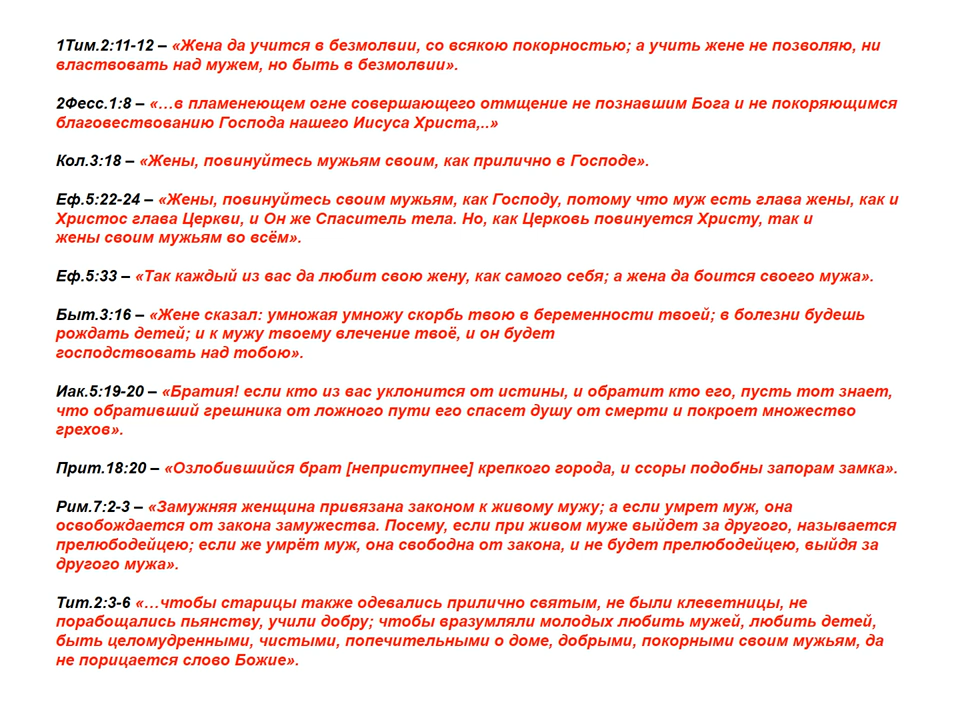 1Тим.2:11-12 – «Жена да учится в безмолвии, со всякою покорностью; а учить жене не позволяю, ни
властвовать над мужем, но быть в безмолвии».
2Фесс.1:8 – «…в пламенеющем огне совершающего отмщение не познавшим Бога и не покоряющимся
благовествованию Господа нашего Иисуса Христа,..»
Кол.3:18 – «Жены, повинуйтесь мужьям своим, как прилично в Господе».
Еф.5:22-24 – «Жены, повинуйтесь своим мужьям, как Господу, потому что муж есть глава жены, как и
Христос глава Церкви, и Он же Спаситель тела. Но, как Церковь повинуется Христу, так и
жены своим мужьям во всём».
Еф.5:33 – «Так каждый из вас да любит свою жену, как самого себя; а жена да боится своего мужа».
Быт.3:16 – «Жене сказал: умножая умножу скорбь твою в беременности твоей; в болезни будешь
рождать детей; и к мужу твоему влечение твоё, и он будет
господствовать над тобою».
Иак.5:19-20 – «Братия! если кто из вас уклонится от истины, и обратит кто его, пусть тот знает,
что обративший грешника от ложного пути его спасет душу от смерти и покроет множество
грехов».
Прит.18:20 – «Озлобившийся брат [неприступнее] крепкого города, и ссоры подобны запорам замка».
Рим.7:2-3 – «Замужняя женщина привязана законом к живому мужу; а если умрет муж, она
освобождается от закона замужества. Посему, если при живом муже выйдет за другого, называется
прелюбодейцею; если же умрёт муж, она свободна от закона, и не будет прелюбодейцею, выйдя за
другого мужа».
Тит.2:3-6 «…чтобы старицы также одевались прилично святым, не были клеветницы, не
порабощались пьянству, учили добру; чтобы вразумляли молодых любить мужей, любить детей,
быть целомудренными, чистыми, попечительными о доме, добрыми, покорными своим мужьям, да
не порицается слово Божие».